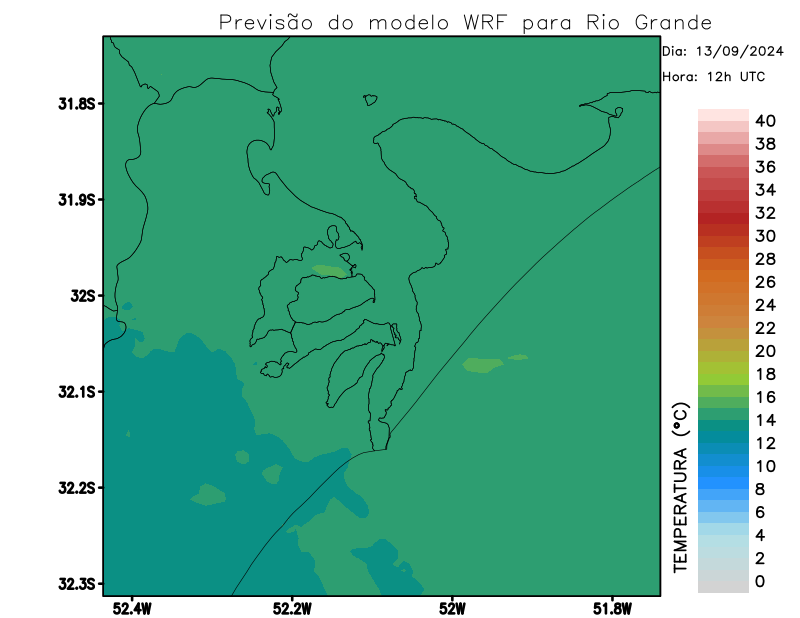 Previsão do modelo WRF para Rio Grande
Dia: 13/09/2024
Hora: 12h UTC
31.8S
31.9S
32S
32.1S
32.2S
32.3S
52.4W
52.2W
52W
51.8W
TEMPERATURA (°C)
40
38
36
34
32
30
28
26
24
22
20
18
16
14
12
10
8
6
4
2
0